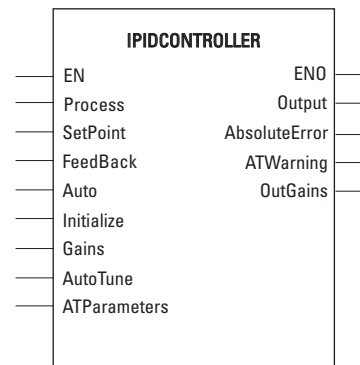 IPIDCONTROLLER
EN ENO
Process Output
SetPoint AbsoluteError
FeedBack ATWarning
Auto OutGains
Initialize
Gains
AutoTune
ATParameters